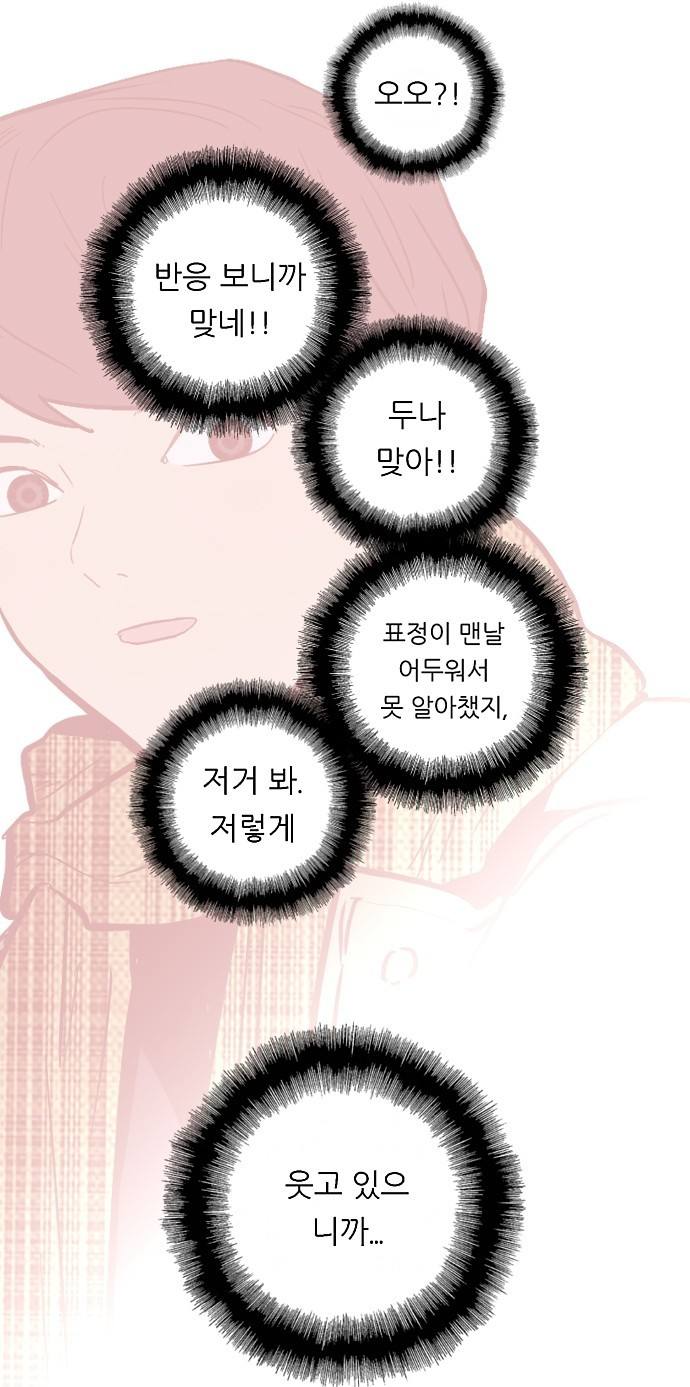 오오?!
반응 보니까
맞네!!
두나
맞아!!
표정이 맨날
어두워서
못 알아챘지,
저거 봐.
저렇게
웃고 있으
니까...